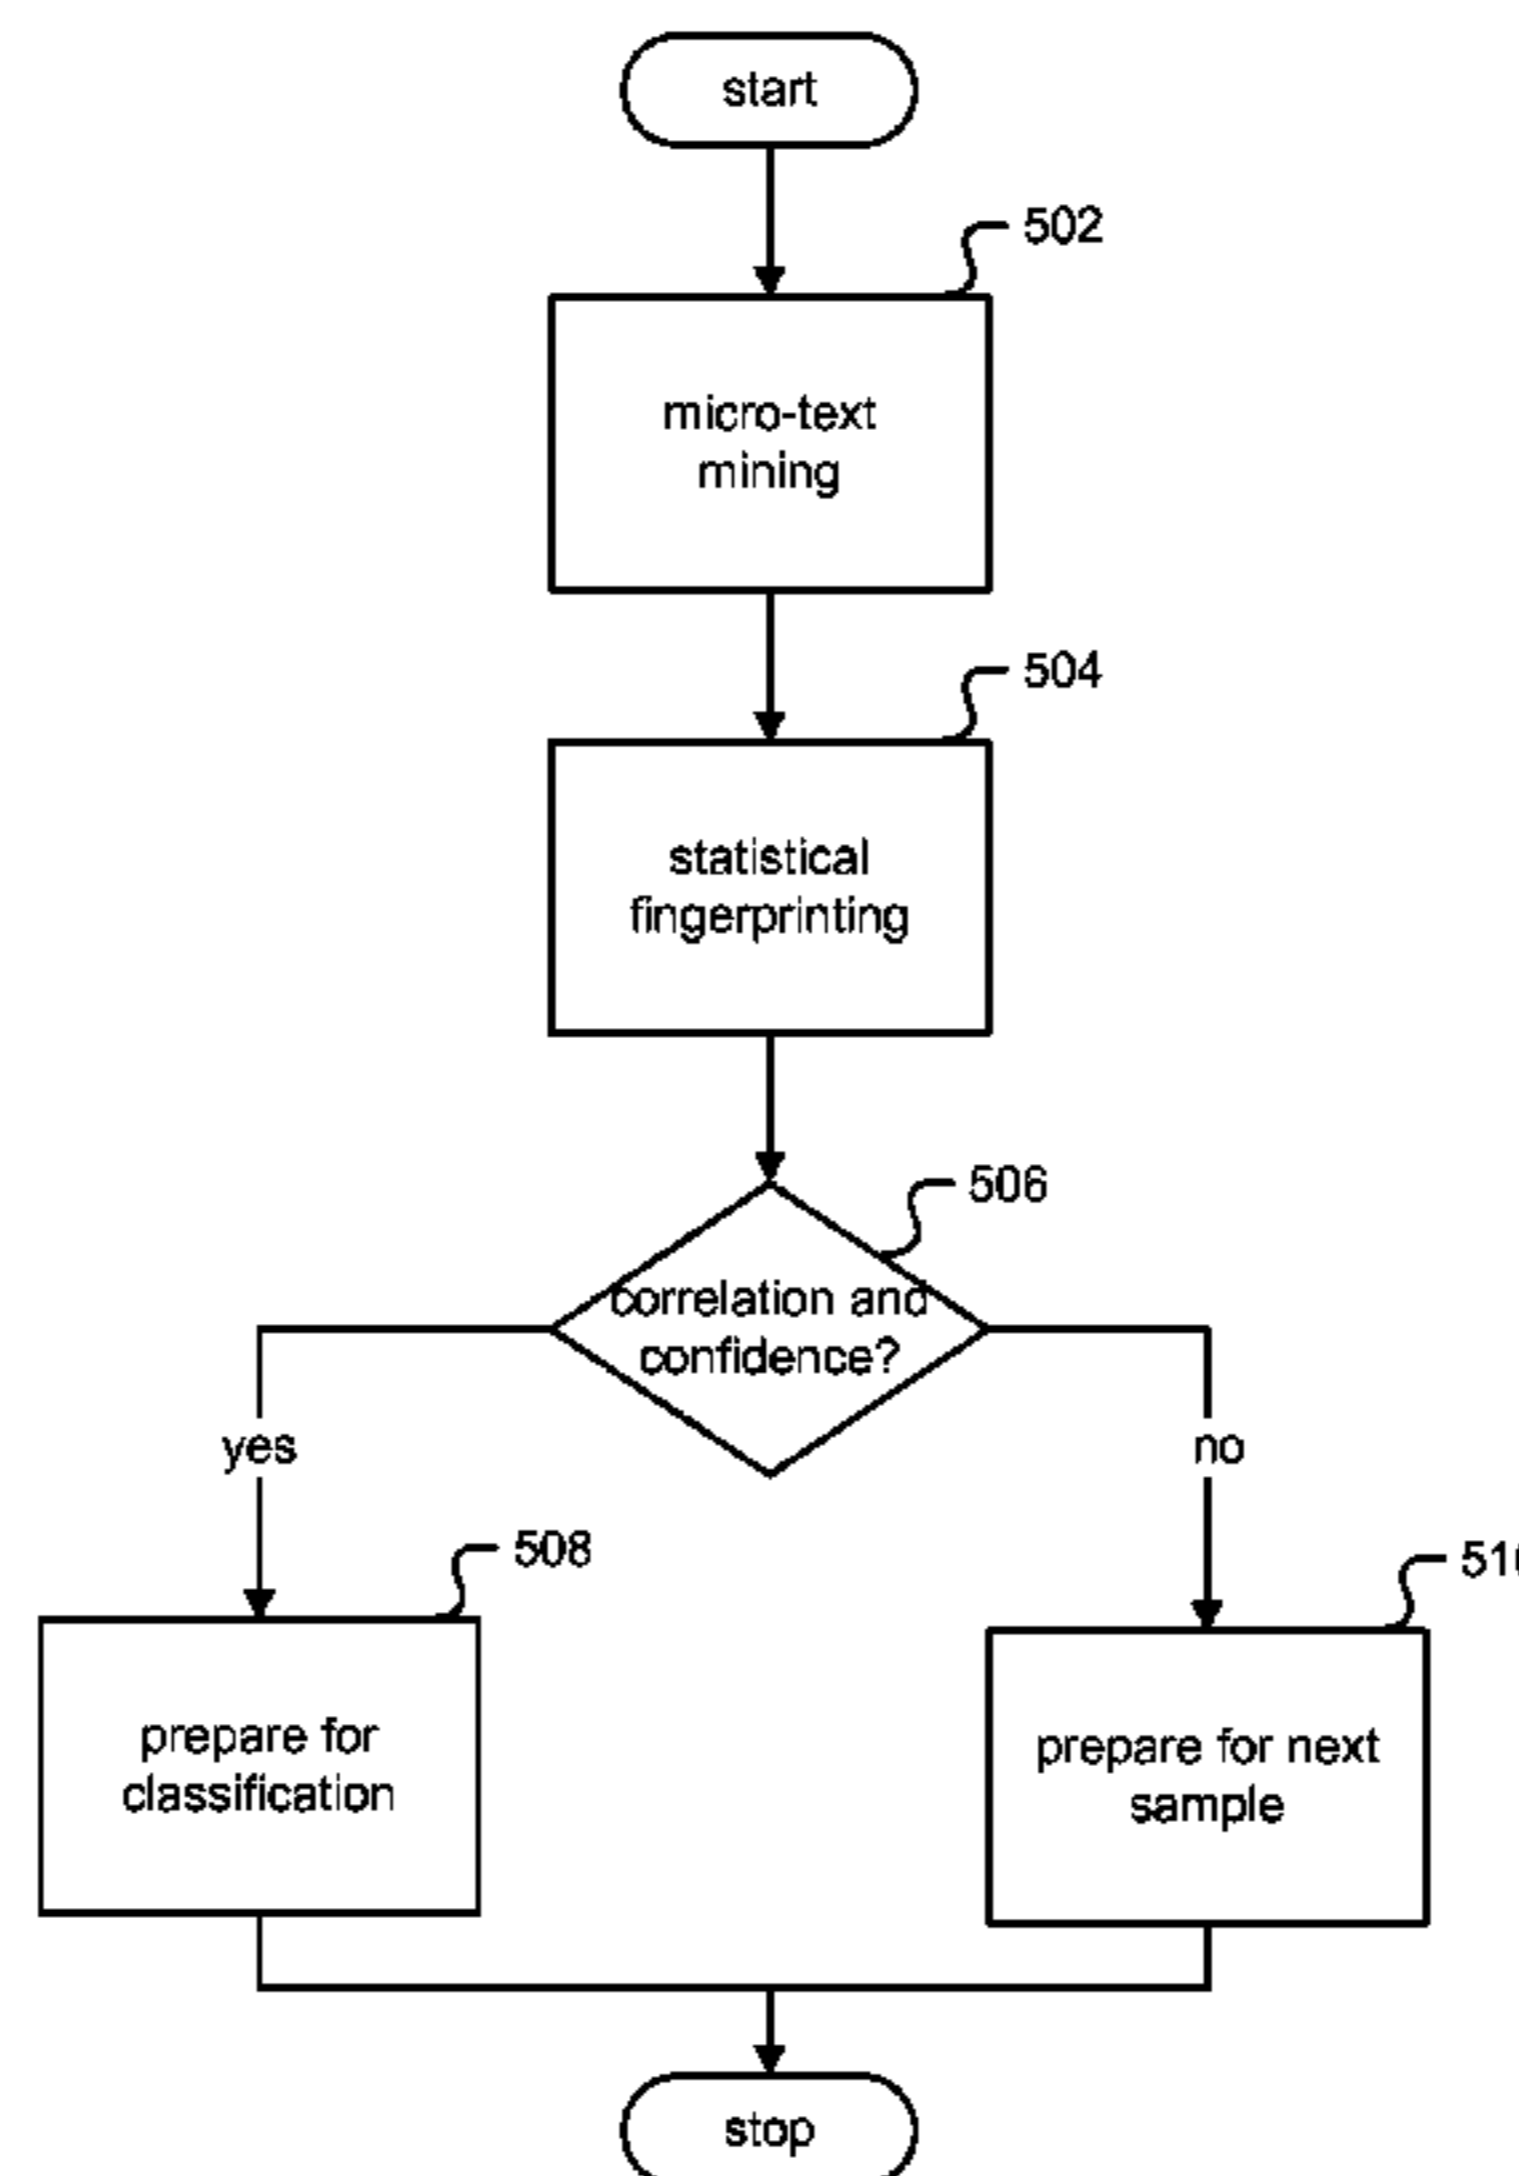 start
502
micro-text
mining
504
statistical
fingerprinting
506
correlation and
confidence?
yes
no
508
prepare for
classification
prepare for next
sample
stop